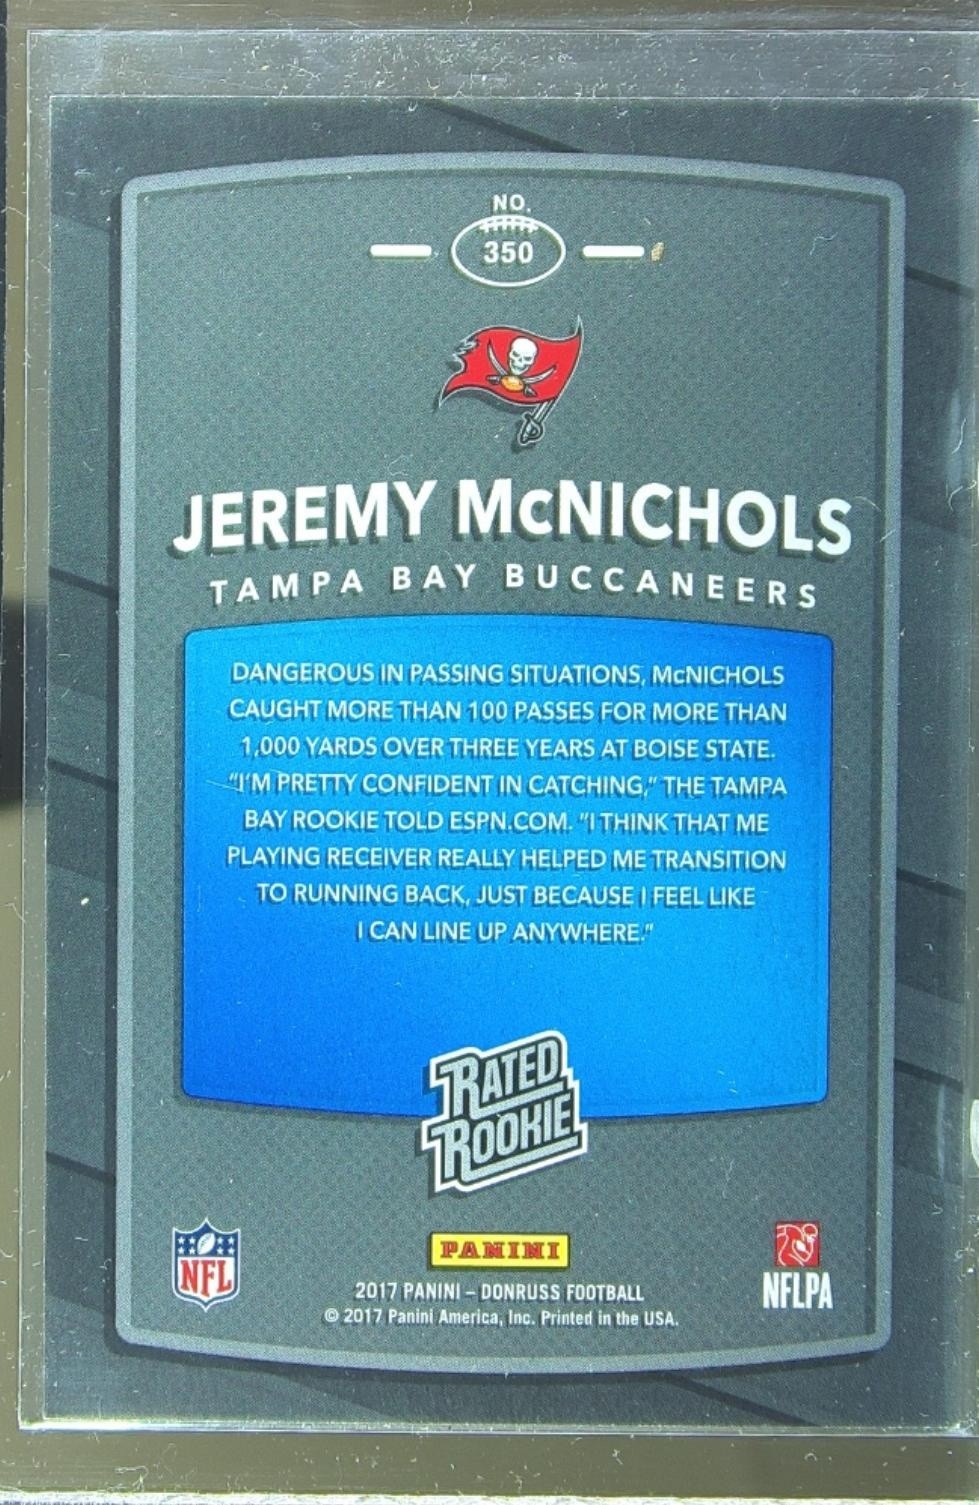 NO.
350
JEREMY McNICHOLS
TAMPA BAY BUCCANEERS
DANGEROUS IN PASSING SITUATIONS, McNICHOLS
CAUGHT MORE THAN 100 PASSES FOR MORE THAN
1,000 YARDS OVER THREE YEARS AT BOISE STATE.
"I'M PRETTY CONFIDENT IN CATCHING," THE TAMPA
BAY ROOKIE TOLD ESPN.COM. "I THINK THAT ME
PLAYING RECEIVER REALLY HELPED ME TRANSITION
TO RUNNING BACK, JUST BECAUSE I FEEL LIKE
I CAN LINE UP ANYWHERE."
RATED
ROOKIE
NFL
PANINI
NFLPA
2017 PANINI – DONRUSS FOOTBALL
© 2017 Panini America, Inc. Printed in the USA.